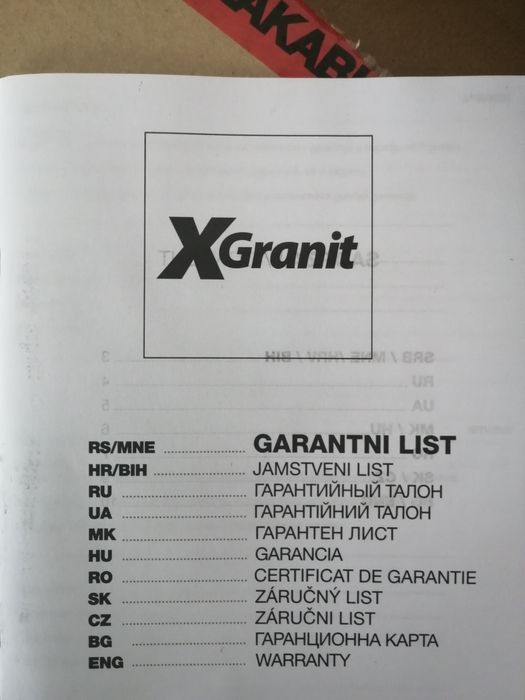 AKAB
XGranit
RS/MNE ........................ GARANTNI LIST
HR/BIH ........................... JAMSTVENI LIST
RU ..................................... ГАРАНТИЙНЫЙ ТАЛОН
UA ..................................... ГАРАНТІЙНИЙ ТАЛОН
MK .................................... ГАРАНТЕН ЛИСТ
HU ..................................... GARANCIA
RO ..................................... CERTIFICAT DE GARANTIE
SK ..................................... ZÁRUČNÝ LIST
CZ ..................................... ZÁRUČNI LIST
BG .................................. ГАРАНЦИОННА КАРТА
ENG .................................. WARRANTY